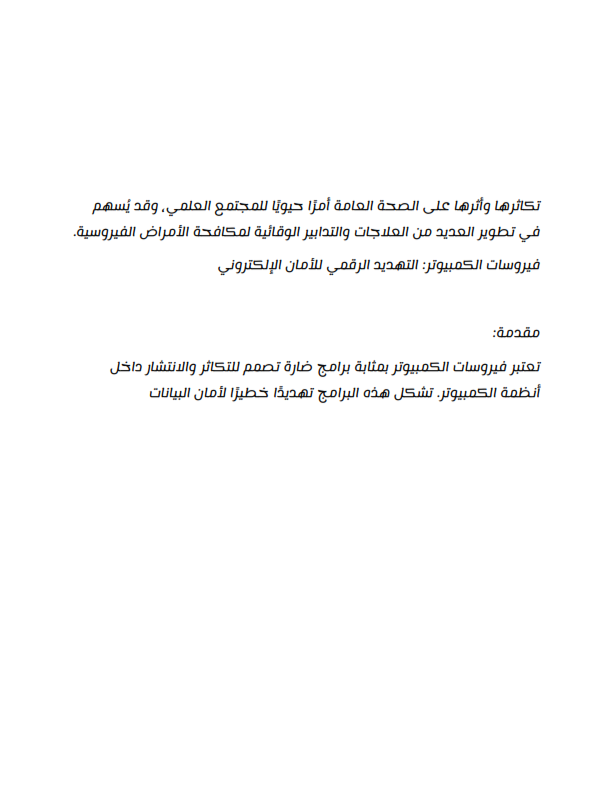 تكاثرها وأثرها على الصحة العامة أمرًا حيويًا للمجتمع العلمي، وقد يُسهم
في تطوير العديد من العلاجات والتدابير الوقائية لمكافحة الأمراض الفيروسية.
فيروسات الكمبيوتر: التهديد الرقمي للأمان الإلكتروني
مقدمة:
تعتبر فيروسات الكمبيوتر بمثابة برامج ضارة تصمم للتكاثر والانتشار داخل
أنظمة الكمبيوتر. تشكل هذه البرامج تهديدًا خطيرًا لأمان البيانات